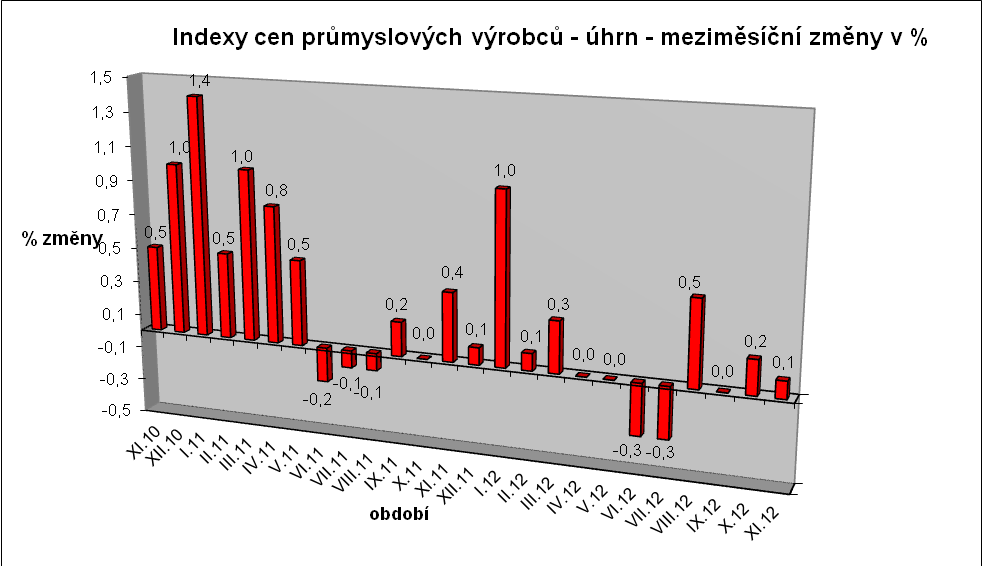 Indexy cen průmyslových výrobců - úhrn - meziměsíční změny v %
1,5
1,3
1,1
0,9
0,7
0,5
0,3
0,1
-0,1
-0,3
-0,5
% změny
0,5
1,0
1,4
0,5
1,0
0,8
0,5
-0,2
-0,1
-0,1
0,2
0,0
0,4
0,1
1,0
0,1
0,3
0,0
0,0
-0,3
-0,3
0,5
0,0
0,2
0,1
XI.10
XII.10
I.11
II.11
III.11
IV.11
V.11
VI.11
VII.11
VIII.11
IX.11
X.11
XI.11
XII.11
I.12
II.12
III.12
IV.12
V.12
VI.12
VII.12
VIII.12
IX.12
X.12
XI.12
období